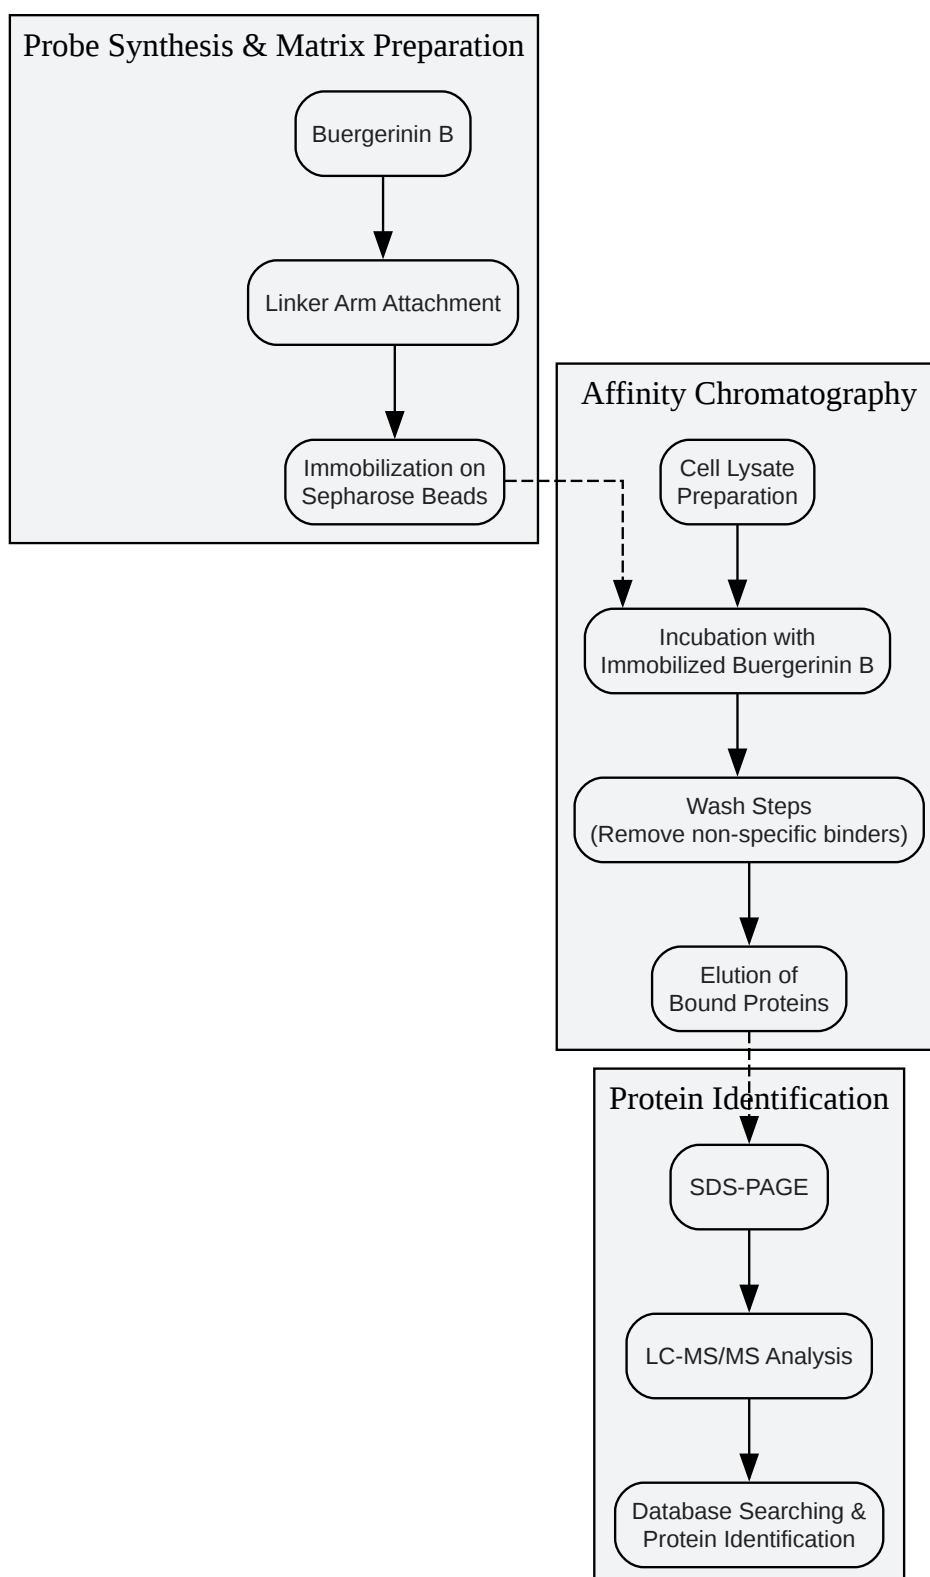 Probe Synthesis & Matrix Preparation
Buergerinin B
Linker Arm Attachment
Immobilization on
Sepharose Beads
Affinity Chromatography
Cell Lysate
Preparation
Incubation with
Immobilized Buergerinin B
Wash Steps
(Remove non-specific binders)
Elution of
Bound Proteins
Protein Identification
SDS-PAGE
LC-MS/MS Analysis
Database Searching &
Protein Identification